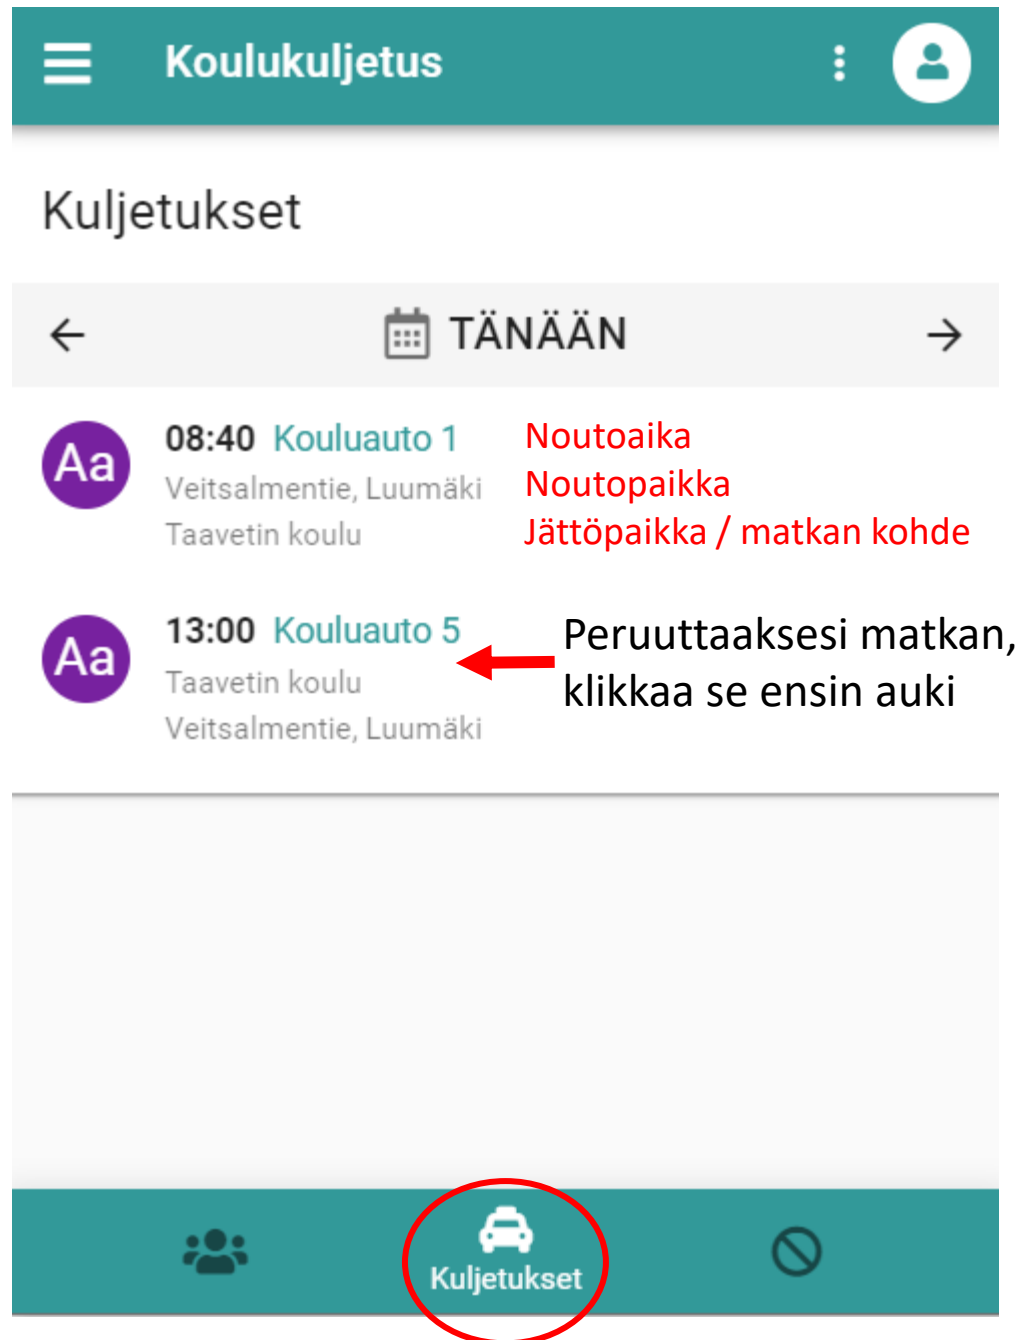 Koulukuljetus
Kuljetukset
TÄNÄÄN
Aa
08:40 Kouluauto 1
Veitsalmentie, Luumäki
Taavetin koulu
Noutoaika
Noutopaikka
Jättöpaikka / matkan kohde
Aa
13:00 Kouluauto 5
Taavetin koulu
Veitsalmentie, Luumäki
Peruuttaaksesi matkan,
klikkaa se ensin auki
Kuljetukset